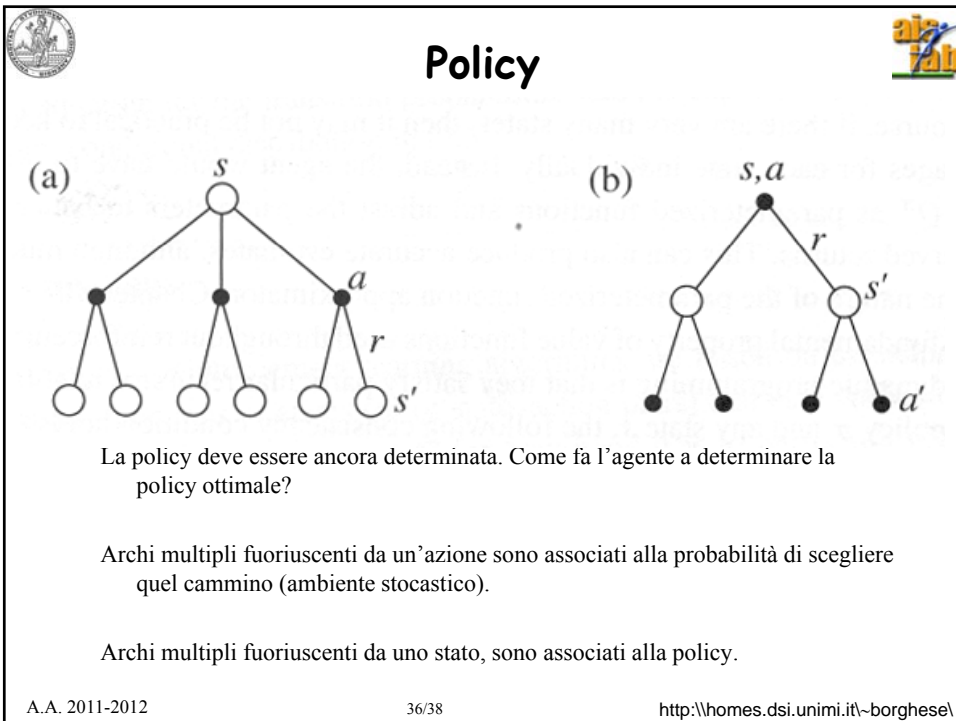 Policy
ais
lab
(a)
s
a
r
s'
(b)
s,a
r
s'
a'
La policy deve essere ancora determinata. Come fa l'agente a determinare la
policy ottimale?
Archi multipli fuoriuscenti da un'azione sono associati alla probabilità di scegliere
quel cammino (ambiente stocastico).
Archi multipli fuoriuscenti da uno stato, sono associati alla policy.
A.A. 2011-2012
36/38
http:\\homes.dsi.unimi.it\~borghese\